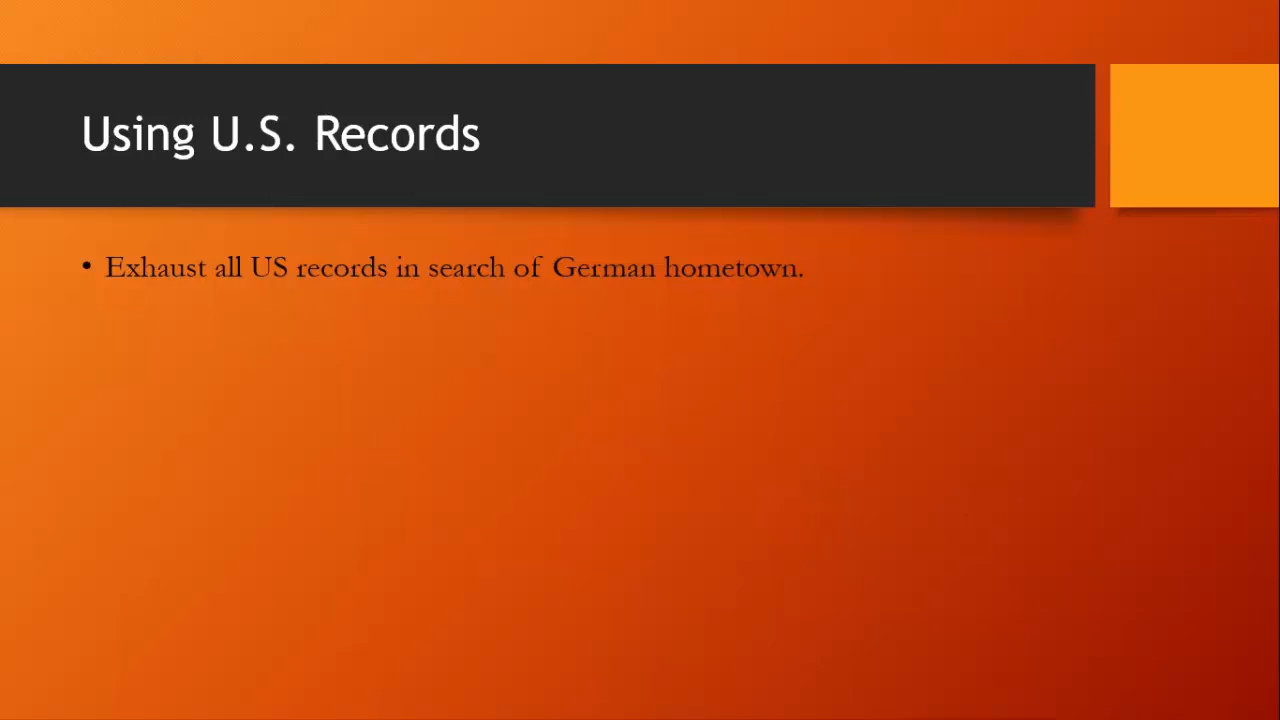 Using U.S. Records
• Exhaust all US records in search of German hometown.